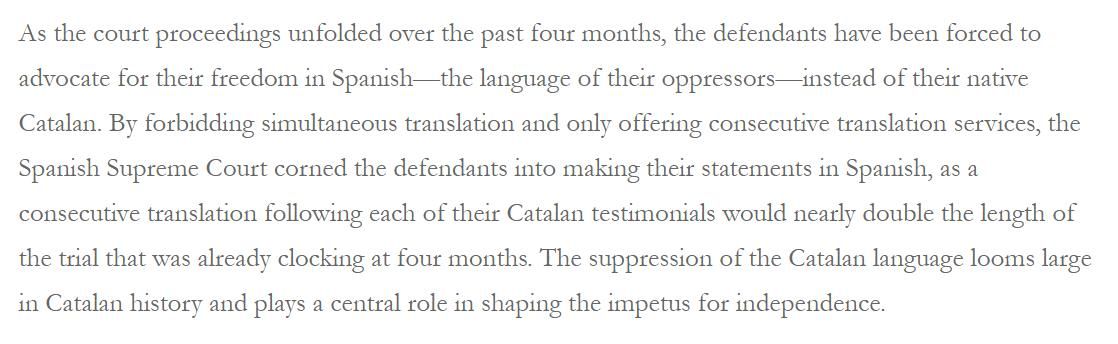 As the court proceedings unfolded over the past four months, the defendants have been forced to
advocate for their freedom in Spanish—the language of their oppressors—instead of their native
Catalan. By forbidding simultaneous translation and only offering consecutive translation services, the
Spanish Supreme Court corned the defendants into making their statements in Spanish, as a
consecutive translation following each of their Catalan testimonials would nearly double the length of
the trial that was already clocking at four months. The suppression of the Catalan language looms large
in Catalan history and plays a central role in shaping the impetus for independence.